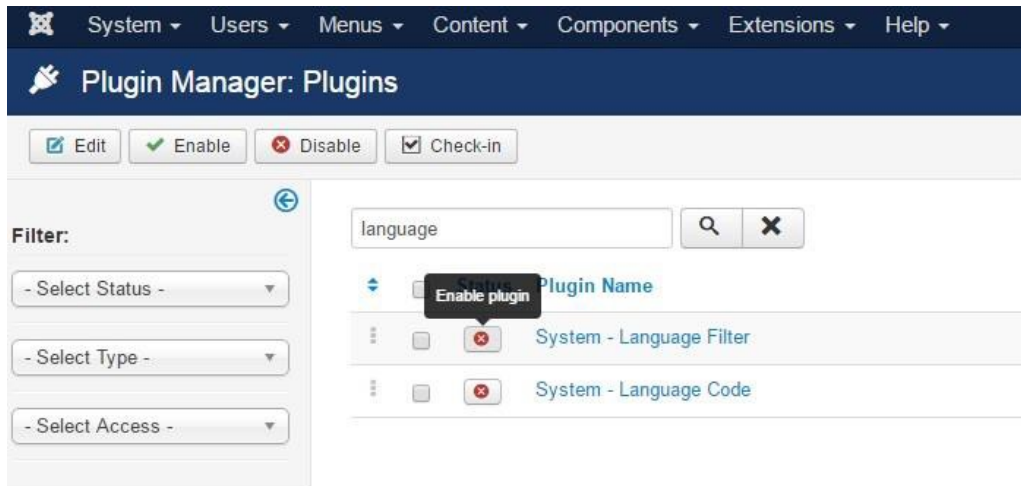 System Users Menus Content Components Extensions Help
Plugin Manager: Plugins
Edit Enable Disable Check-in
Filter:
- Select Status -
- Select Type -
- Select Access -
language
Status Plugin Name
Enable plugin
System - Language Filter
System - Language Code